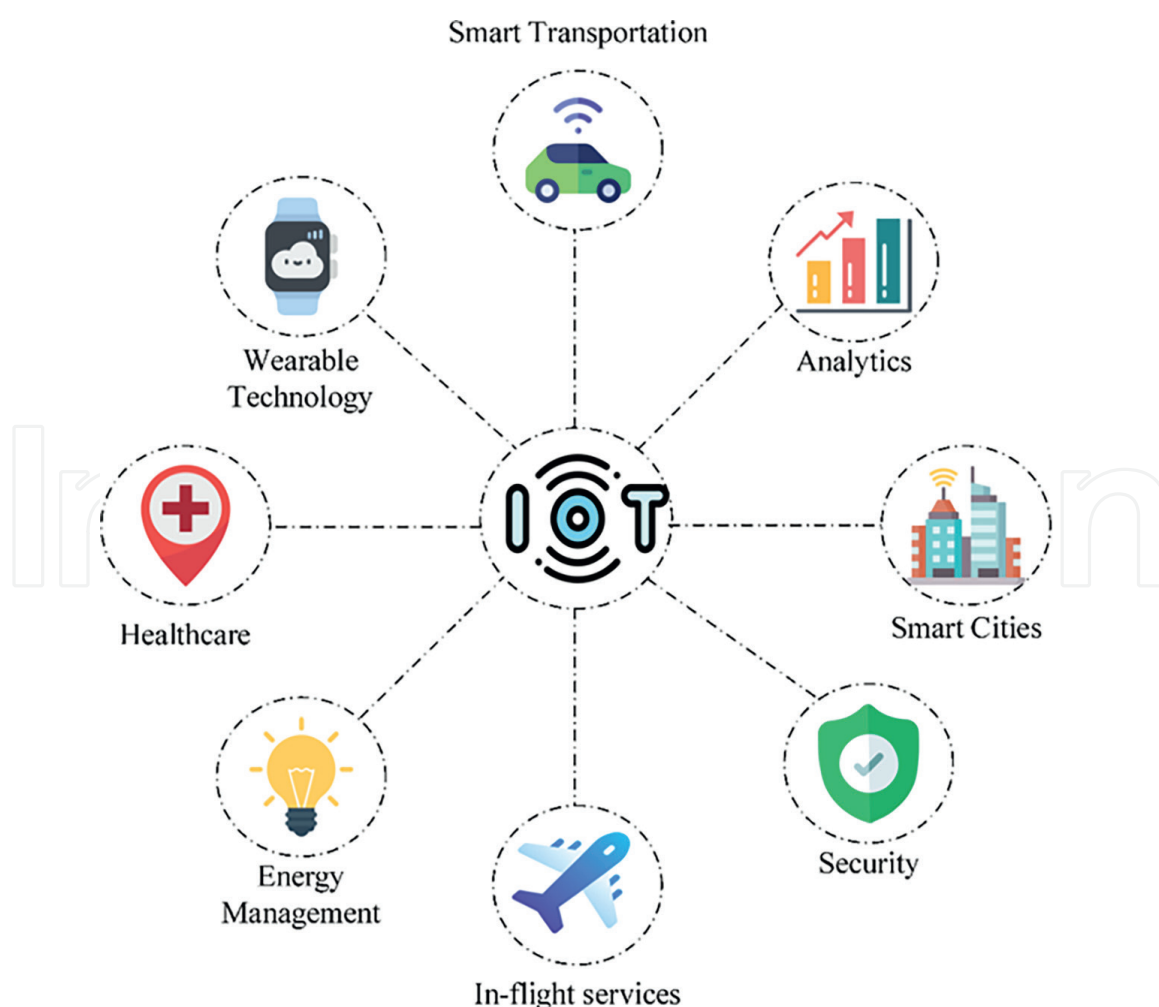 Smart Transportation
Wearable
Technology
Analytics
IOT
Healthcare
Smart Cities
Energy
Management
Security
In-flight services